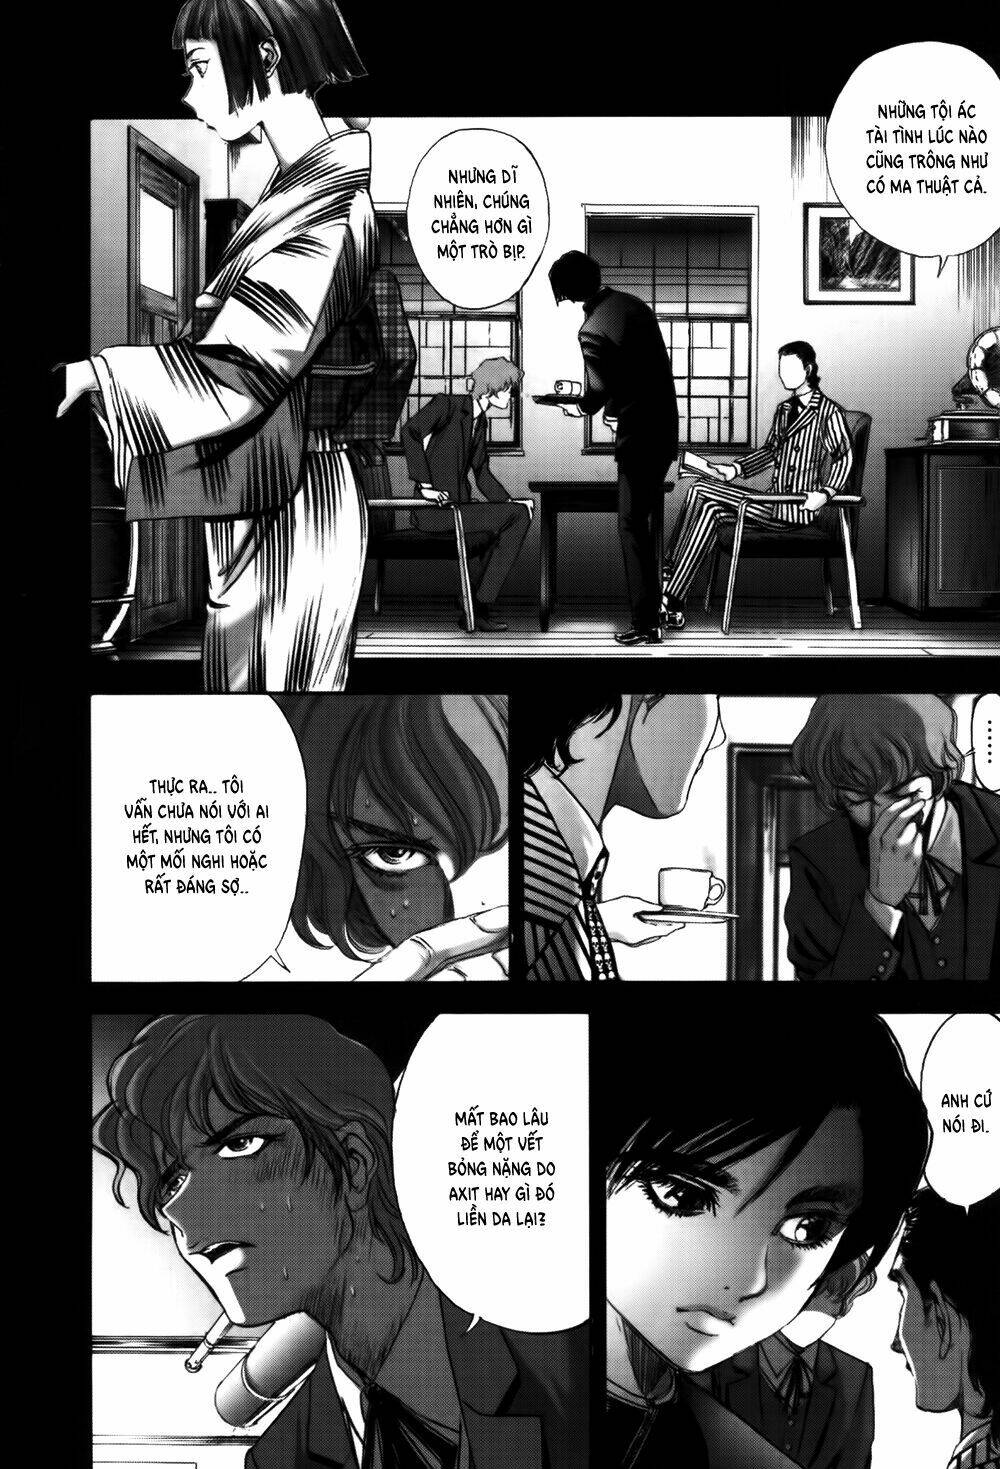 NHỮNG TỘI ÁC
TÀI TÌNH LÚC NÀO
CŨNG TRÔNG NHƯ
CÓ MA THUẬT CẢ.
NHƯNG DĨ
NHIÊN, CHÚNG
CHẲNG HƠN GÌ
MỘT TRÒ BỊP.
......
THỰC RA.. TÔI
VẪN CHƯA NÓI VỚI AI
HẾT, NHƯNG TÔI CÓ
MỘT MỐI NGHI HOẶC
RẤT ĐÁNG SỢ..
ANH CỨ
NÓI ĐI.
MẤT BAO LÂU
ĐỂ MỘT VẾT
BỎNG NẶNG DO
AXIT HAY GÌ ĐÓ
LIỀN DA LẠI?